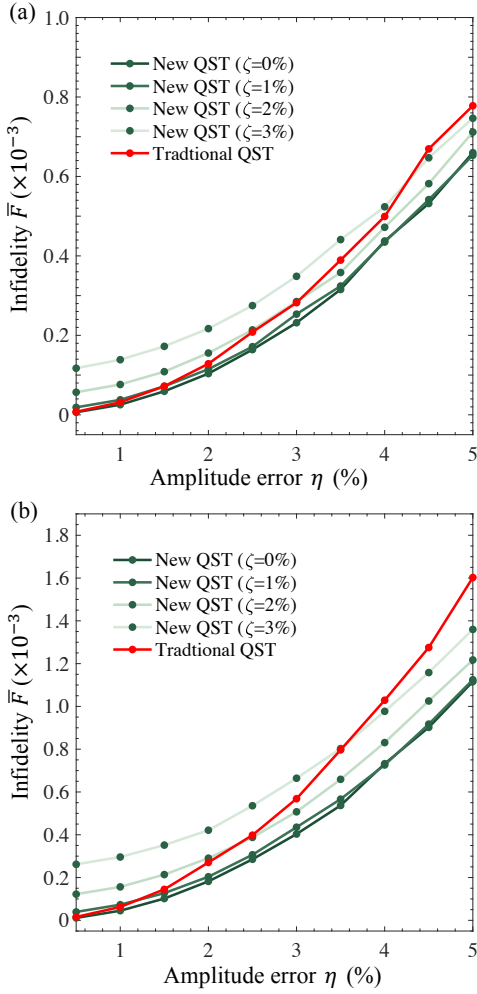 (a)
1.0
0.8
0.6
0.4
0.2
0
Infidelity F̅ (×10⁻³)
New QST (ζ=0%)
New QST (ζ=1%)
New QST (ζ=2%)
New QST (ζ=3%)
Tradtional QST
1 2 3 4 5
Amplitude error η (%)
(b)
1.8
1.6
1.4
1.2
1.0
0.8
0.6
0.4
0.2
0
Infidelity F̅ (×10⁻³)
New QST (ζ=0%)
New QST (ζ=1%)
New QST (ζ=2%)
New QST (ζ=3%)
Tradtional QST
1 2 3 4 5
Amplitude error η (%)